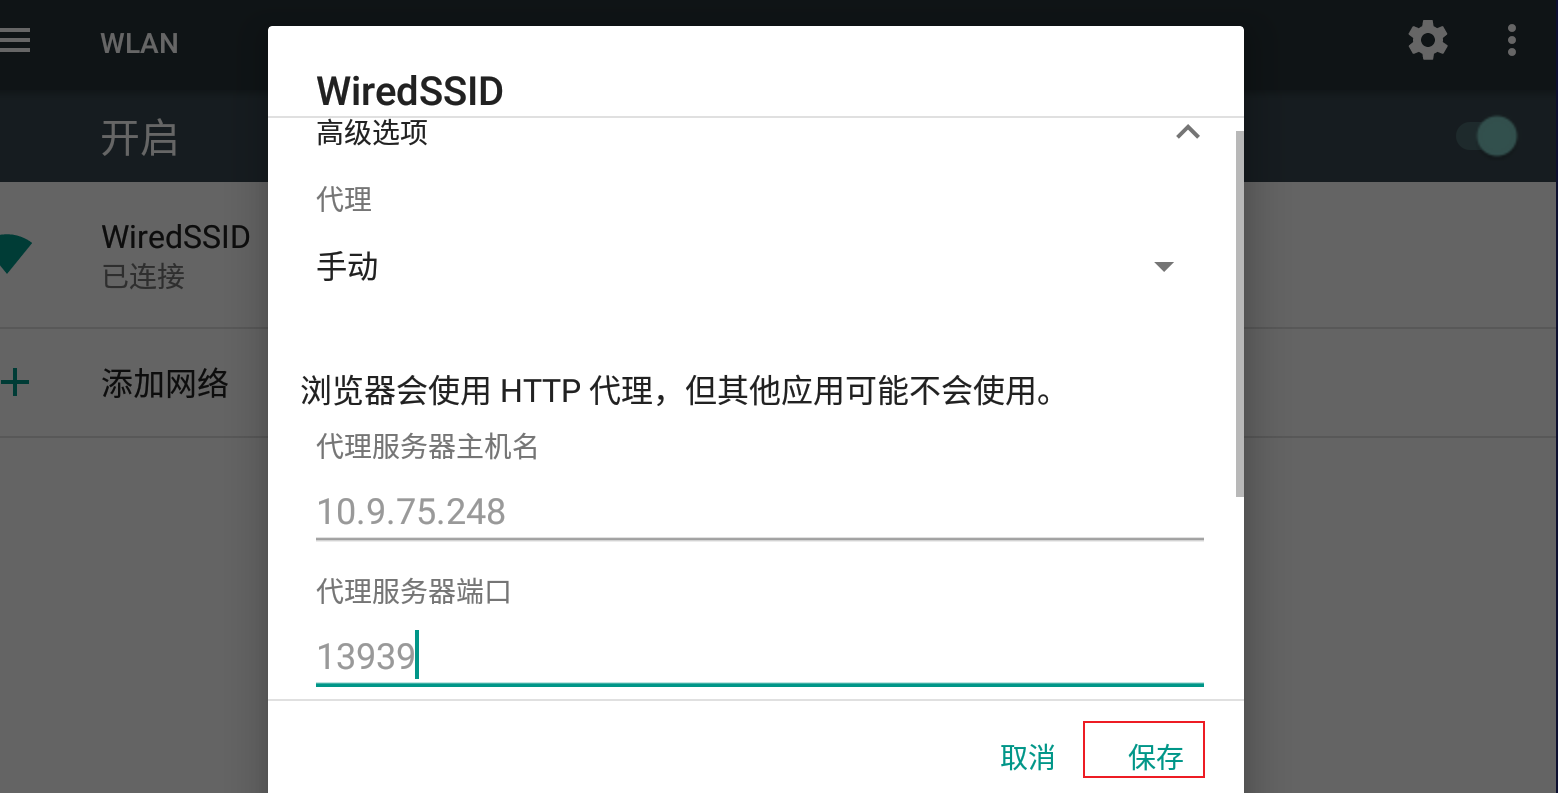 WLAN
开启
WiredSSID
已连接
添加网络
WiredSSID
高级选项
代理
手动
浏览器会使用 HTTP 代理，但其他应用可能不会使用。
代理服务器主机名
10.9.75.248
代理服务器端口
13939
取消 保存